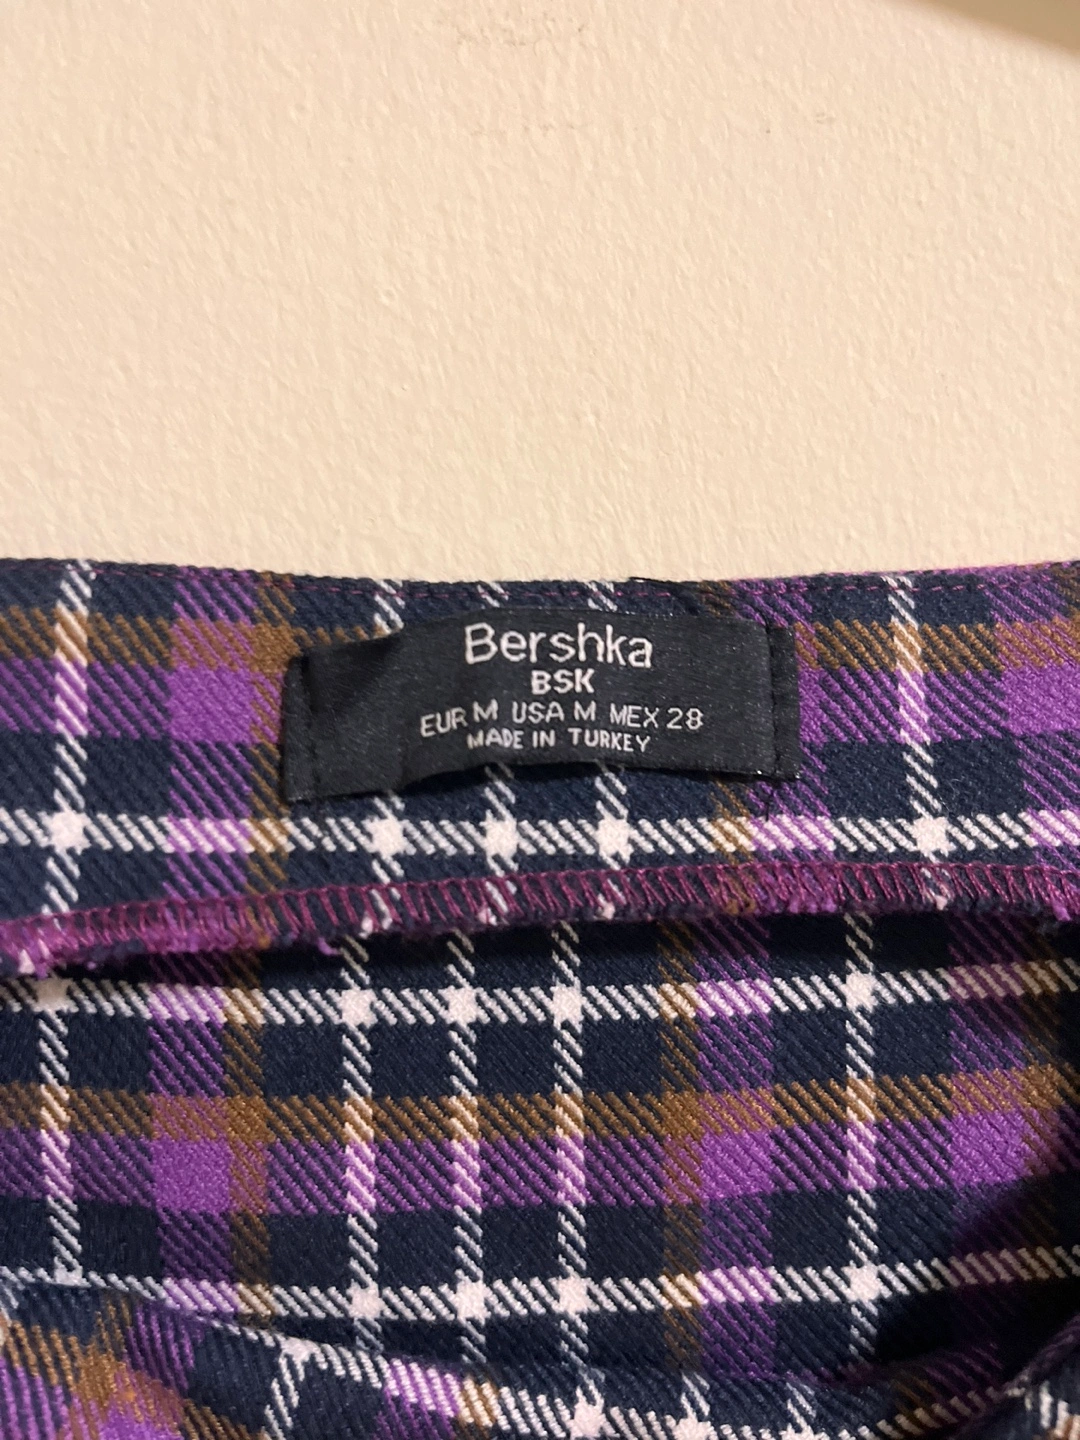 Bershka
BSK
EUR M USA M MEX 28
MADE IN TURKEY